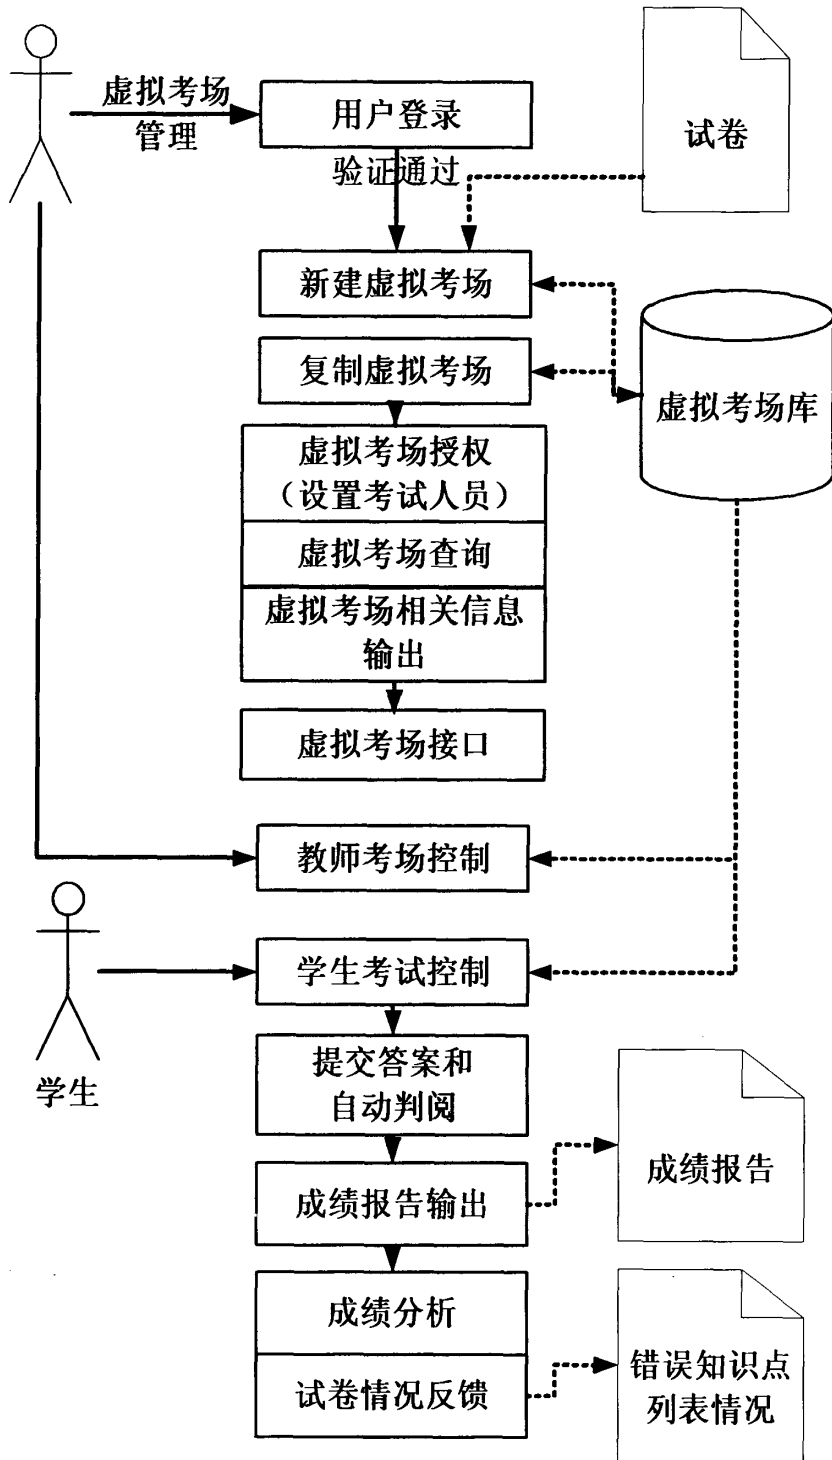 虚拟考场
管理
用户登录
试卷
验证通过
新建虚拟考场
复制虚拟考场
虚拟考场库
虚拟考场授权
（设置考试人员）
虚拟考场查询
虚拟考场相关信息
输出
虚拟考场接口
教师考场控制
学生考试控制
学生
提交答案和
自动判阅
成绩报告输出
成绩报告
成绩分析
试卷情况反馈
错误知识点
列表情况